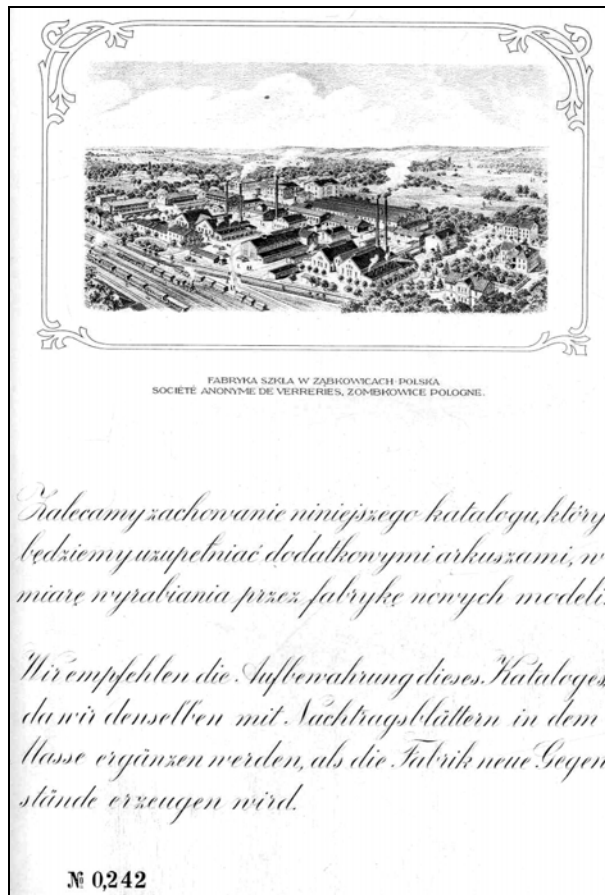 FABRYKA SZKŁA W ZĄBKOWICACH-POLSKA
SOCIÉTÉ ANONYME DE VERRERIES, ZOMBKOWICE POLOGNE.
Zalecamy zachowanie niniejszego katalogu, który
będziemy uzupełniać dodatkowymi arkuszami, w
miarę wyrabiania przez fabrykę nowych modeli.
Wir empfehlen die Aufbewahrung dieses Kataloges,
da wir denselben mit Nachtragsblättern in dem
Masse ergänzen werden, als die Fabrik neue Gegen
stände erzeugen wird.
№ 0,242